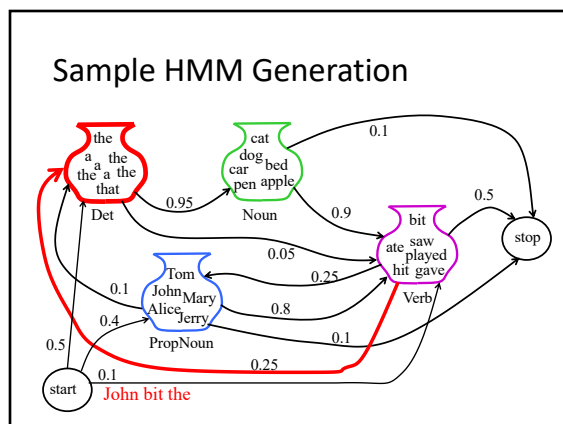 Sample HMM Generation
the
a the
a
the a the
that
Det
0.95
cat
dog
car bed
pen apple
Noun
0.1
0.9
bit
ate saw
played
hit gave
Verb
0.5
stop
0.05
0.25
Tom
John Mary
Alice
Jerry
PropNoun
0.1
0.8
0.1
0.4
0.5
0.25
start
0.1
John bit the